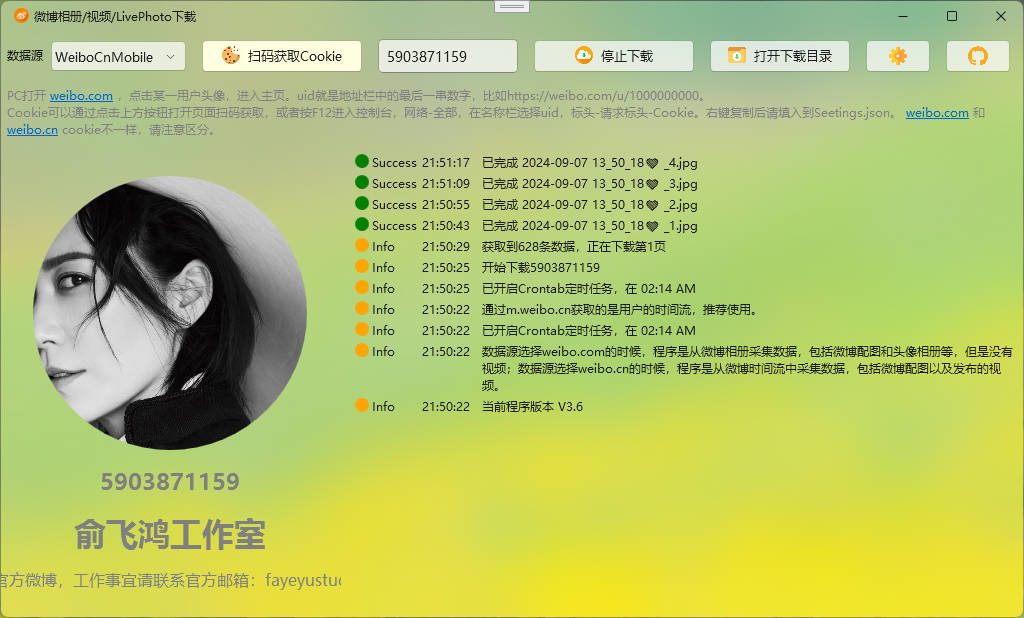 微博相册/视频/LivePhoto下载
数据源 WeiboCnMobile 扫码获取Cookie 5903871159 停止下载 打开下载目录
PC打开 weibo.com ，点击某一用户头像，进入主页。uid就是地址栏中的最后一串数字，比如https://weibo.com/u/1000000000。
Cookie可以通过点击上方按钮打开页面扫码获取，或者按F12进入控制台，网络-全部，在名称栏选择uid，标头-请求标头-Cookie。右键复制后请填入到Seetings.json。 weibo.com 和
weibo.cn cookie不一样，请注意区分。
Success 21:51:17 已完成 2024-09-07 13_50_18🖤 _4.jpg
Success 21:51:09 已完成 2024-09-07 13_50_18🖤 _3.jpg
Success 21:50:55 已完成 2024-09-07 13_50_18🖤 _2.jpg
Success 21:50:43 已完成 2024-09-07 13_50_18🖤 _1.jpg
Info 21:50:29 获取到628条数据，正在下载第1页
Info 21:50:25 开始下载5903871159
Info 21:50:25 已开启Crontab定时任务，在 02:14 AM
Info 21:50:22 通过m.weibo.cn获取的是用户的时间流，推荐使用。
Info 21:50:22 已开启Crontab定时任务，在 02:14 AM
Info 21:50:22 数据源选择weibo.com的时候，程序是从微博相册采集数据，包括微博配图和头像相册等，但是没有
视频；数据源选择weibo.cn的时候，程序是从微博时间流中采集数据，包括微博配图以及发布的视
频。
Info 21:50:22 当前程序版本 V3.6
5903871159
俞飞鸿工作室
官方微博，工作事宜请联系官方邮箱：fayeyustu